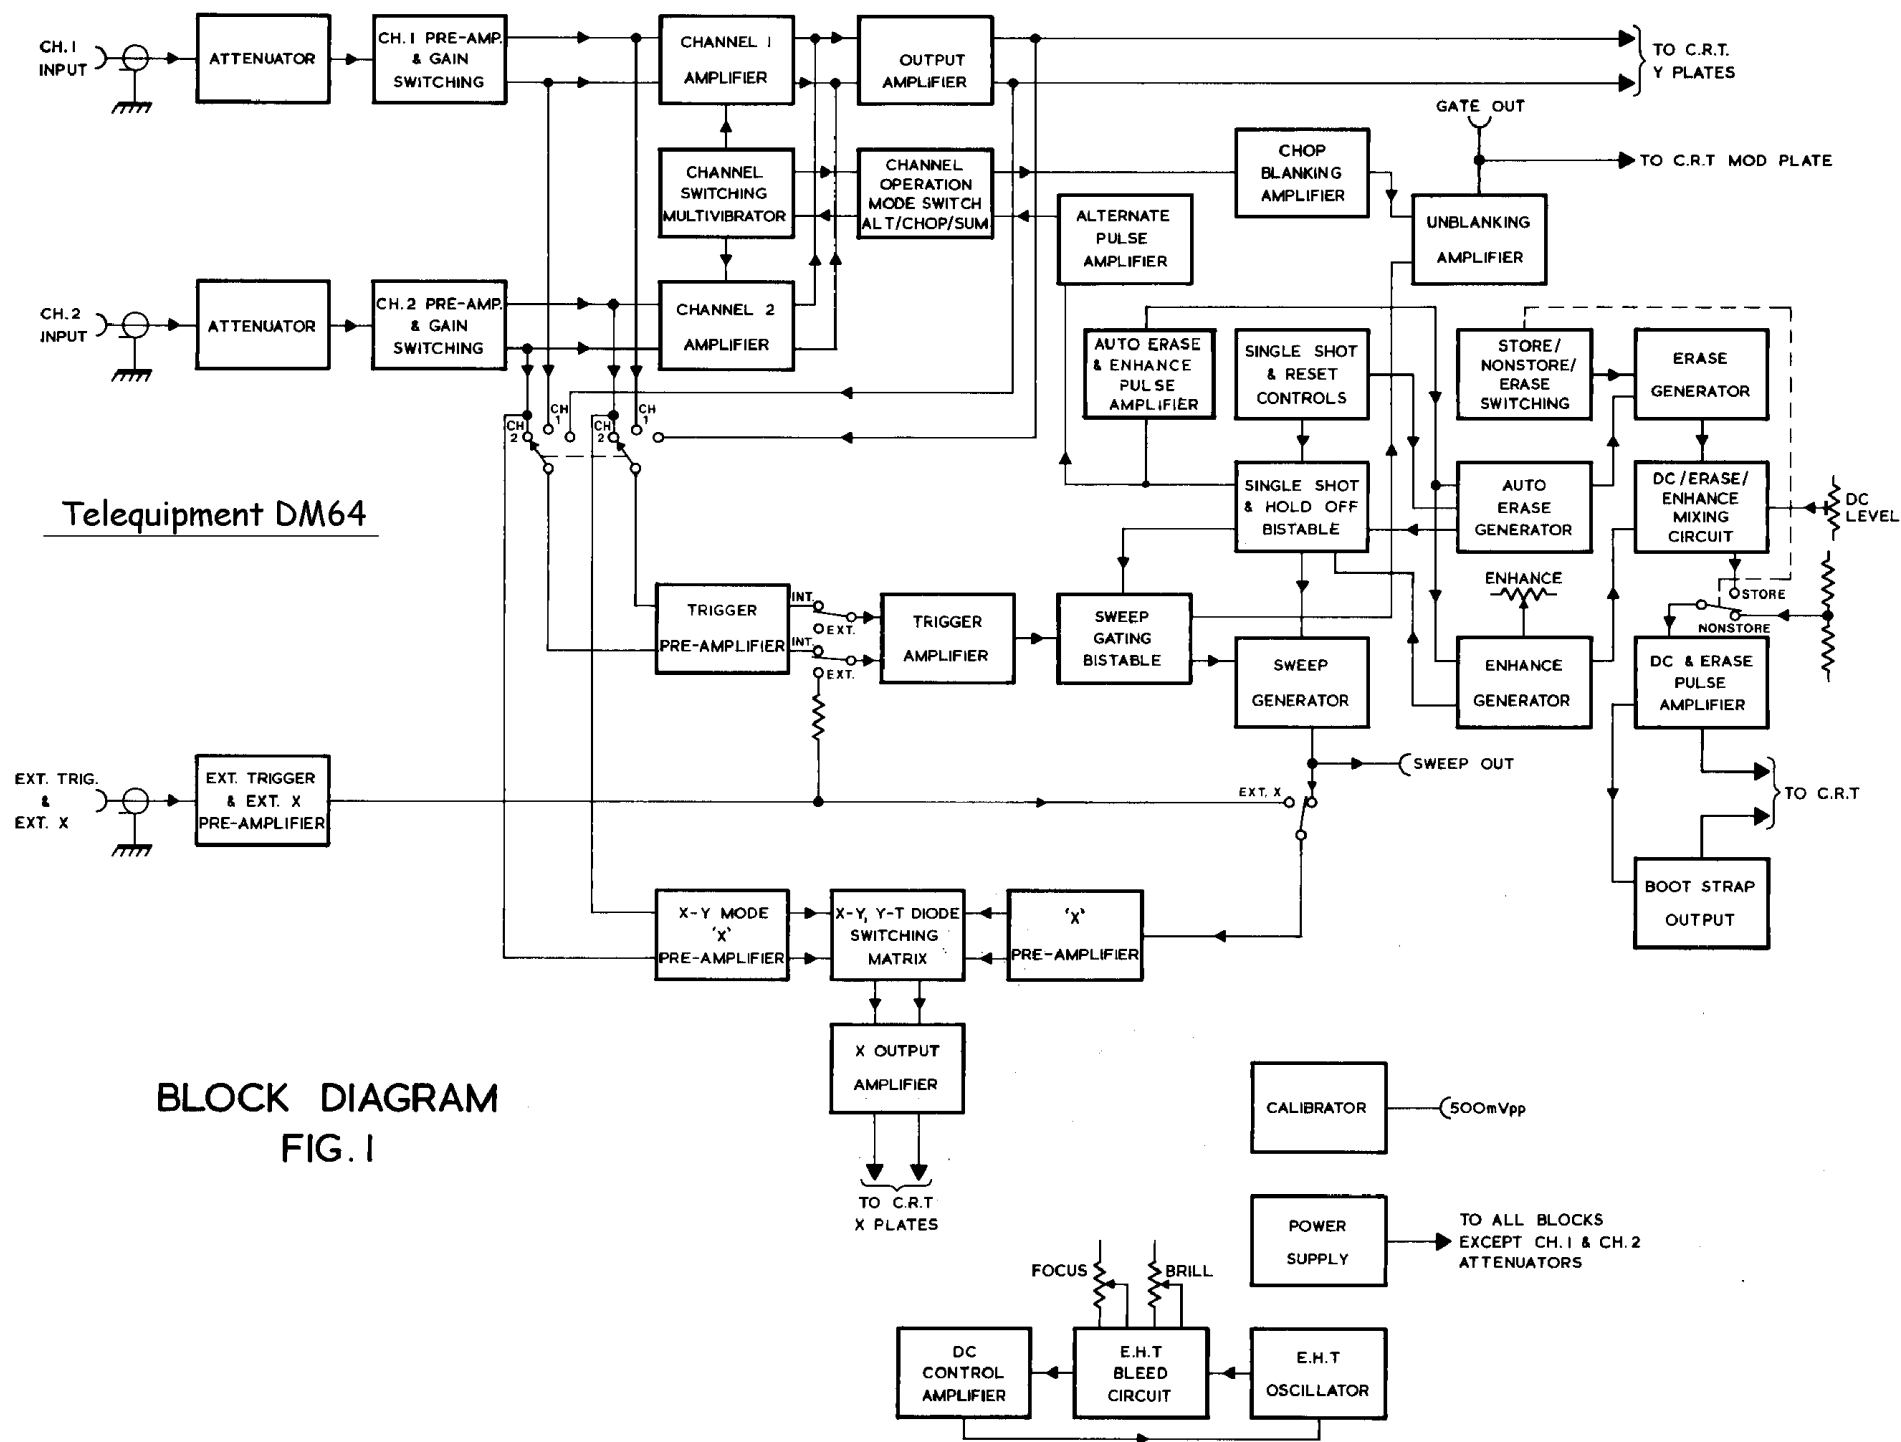 CH.1
INPUT
ATTENUATOR
CH.1 PRE-AMP.
& GAIN
SWITCHING
CHANNEL 1
AMPLIFIER
OUTPUT
AMPLIFIER
TO C.R.T.
Y PLATES
GATE OUT
TO C.R.T MOD PLATE
CHANNEL
SWITCHING
MULTIVIBRATOR
CHANNEL
OPERATION
MODE SWITCH
ALT/CHOP/SUM
CHOP
BLANKING
AMPLIFIER
ALTERNATE
PULSE
AMPLIFIER
UNBLANKING
AMPLIFIER
CH.2
INPUT
ATTENUATOR
CH.2 PRE-AMP.
& GAIN
SWITCHING
CHANNEL 2
AMPLIFIER
AUTO ERASE
& ENHANCE
PULSE
AMPLIFIER
SINGLE SHOT
& RESET
CONTROLS
STORE/
NONSTORE/
ERASE
SWITCHING
ERASE
GENERATOR
CH
2
CH
1
CH
2
CH
1
SINGLE SHOT
& HOLD OFF
BISTABLE
AUTO
ERASE
GENERATOR
DC/ERASE/
ENHANCE
MIXING
CIRCUIT
DC
LEVEL
Telequipment DM64
ENHANCE
STORE
NONSTORE
TRIGGER
PRE-AMPLIFIER
INT.
EXT.
INT.
EXT.
TRIGGER
AMPLIFIER
SWEEP
GATING
BISTABLE
SWEEP
GENERATOR
ENHANCE
GENERATOR
DC & ERASE
PULSE
AMPLIFIER
EXT. TRIG.
&
EXT. X
EXT. TRIGGER
& EXT. X
PRE-AMPLIFIER
SWEEP OUT
EXT. X
TO C.R.T
X-Y MODE
'X'
PRE-AMPLIFIER
X-Y, Y-T DIODE
SWITCHING
MATRIX
'X'
PRE-AMPLIFIER
BOOT STRAP
OUTPUT
X OUTPUT
AMPLIFIER
BLOCK DIAGRAM
FIG. 1
CALIBRATOR
500mVpp
TO C.R.T
X PLATES
POWER
SUPPLY
TO ALL BLOCKS
EXCEPT CH.1 & CH.2
ATTENUATORS
FOCUS
BRILL
DC
CONTROL
AMPLIFIER
E.H.T
BLEED
CIRCUIT
E.H.T
OSCILLATOR